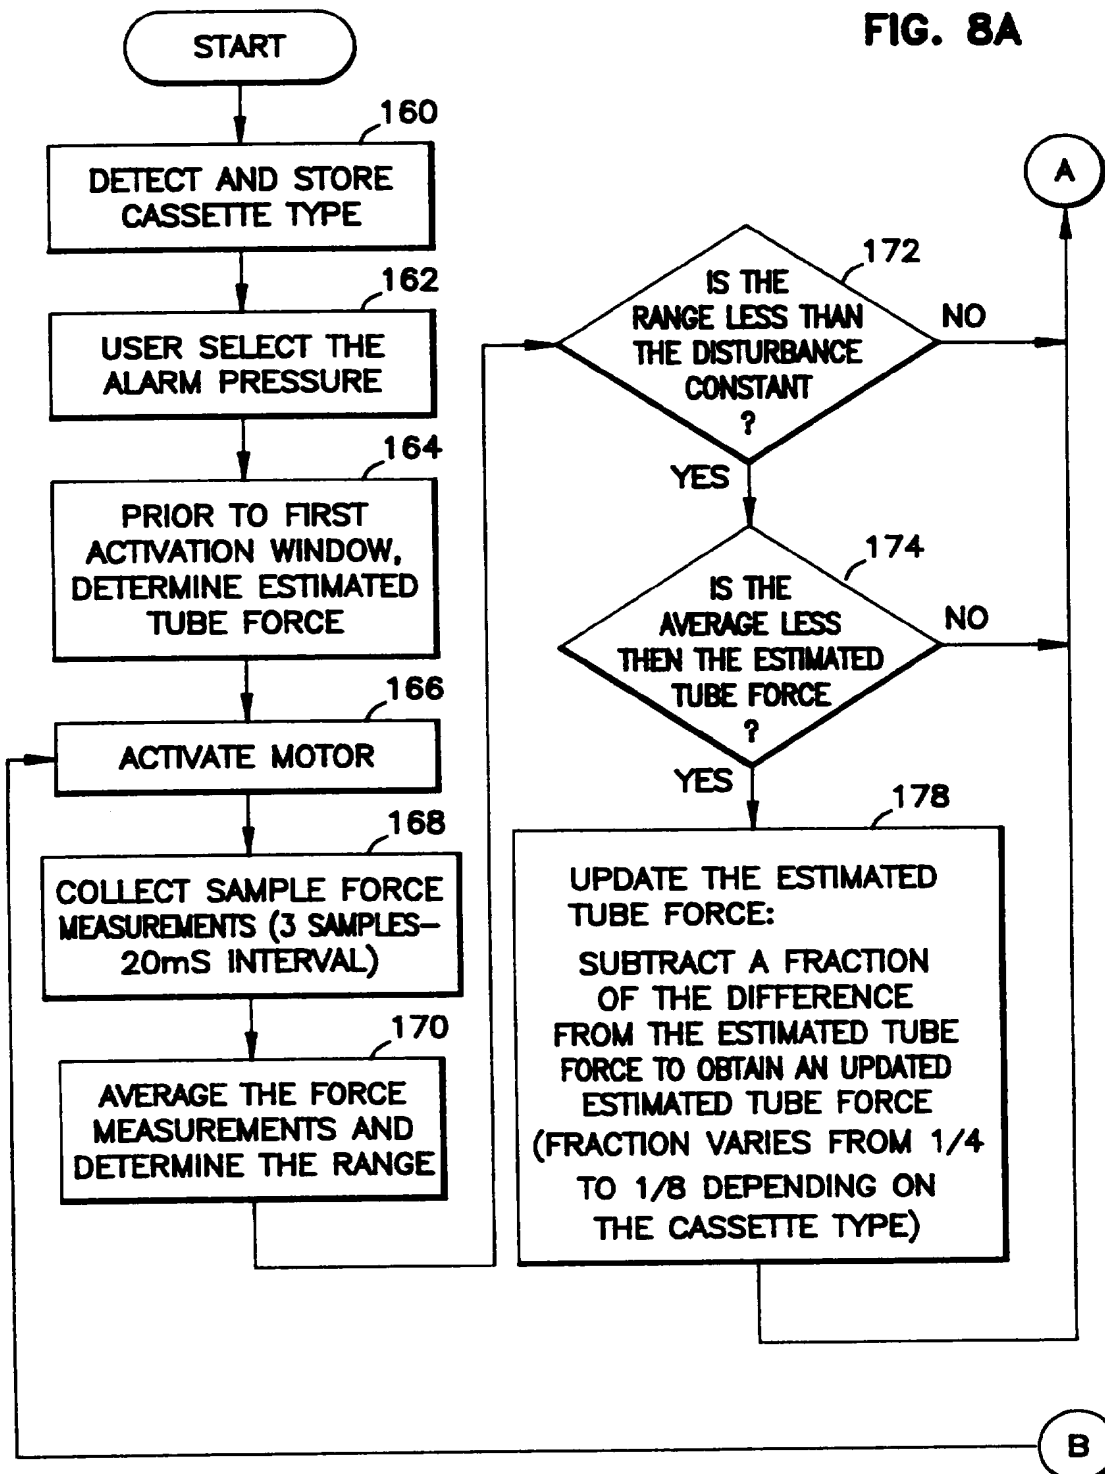 FIG. 8A
START
160
DETECT AND STORE
CASSETTE TYPE
162
USER SELECT THE
ALARM PRESSURE
164
PRIOR TO FIRST
ACTIVATION WINDOW,
DETERMINE ESTIMATED
TUBE FORCE
166
ACTIVATE MOTOR
168
COLLECT SAMPLE FORCE
MEASUREMENTS (3 SAMPLES–
20mS INTERVAL)
170
AVERAGE THE FORCE
MEASUREMENTS AND
DETERMINE THE RANGE
172
IS THE
RANGE LESS THAN
THE DISTURBANCE
CONSTANT
?
NO
YES
174
IS THE
AVERAGE LESS
THEN THE ESTIMATED
TUBE FORCE
?
NO
YES
178
UPDATE THE ESTIMATED
TUBE FORCE:
SUBTRACT A FRACTION
OF THE DIFFERENCE
FROM THE ESTIMATED TUBE
FORCE TO OBTAIN AN UPDATED
ESTIMATED TUBE FORCE
(FRACTION VARIES FROM 1/4
TO 1/8 DEPENDING ON
THE CASSETTE TYPE)
A
B